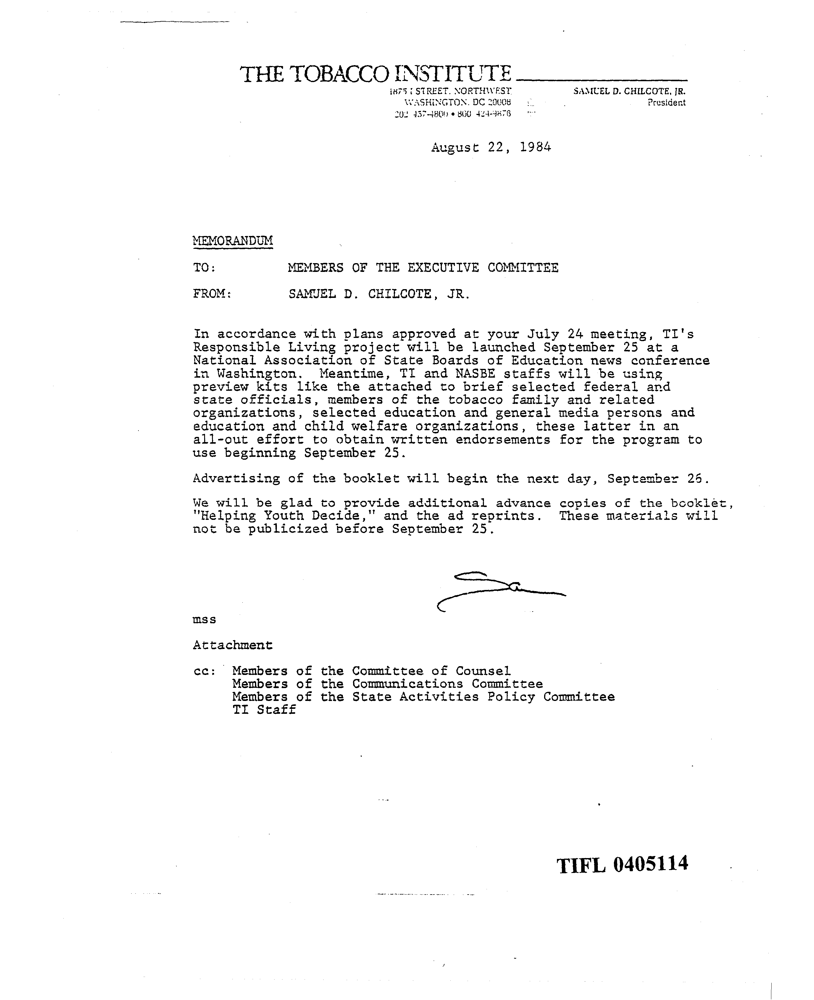 THE TOBACCO INSTITUTE
1875 I STREET, NORTHWEST
WASHINGTON, DC 20006
202 457-4800 • 800 424-9876
SAMUEL D. CHILCOTE, JR.
President
August 22, 1984
MEMORANDUM
TO: MEMBERS OF THE EXECUTIVE COMMITTEE
FROM: SAMUEL D. CHILCOTE, JR.
In accordance with plans approved at your July 24 meeting, TI's
Responsible Living project will be launched September 25 at a
National Association of State Boards of Education news conference
in Washington. Meantime, TI and NASBE staffs will be using
preview kits like the attached to brief selected federal and
state officials, members of the tobacco family and related
organizations, selected education and general media persons and
education and child welfare organizations, these latter in an
all-out effort to obtain written endorsements for the program to
use beginning September 25.
Advertising of the booklet will begin the next day, September 26.
We will be glad to provide additional advance copies of the booklet,
"Helping Youth Decide," and the ad reprints. These materials will
not be publicized before September 25.
Sam
mss
Attachment
cc: Members of the Committee of Counsel
Members of the Communications Committee
Members of the State Activities Policy Committee
TI Staff
TIFL 0405114